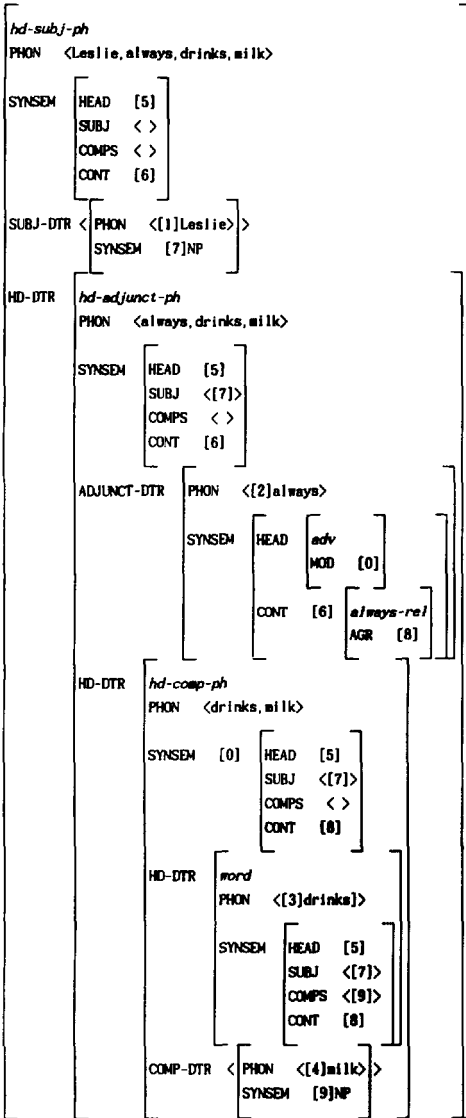 hd-subj-ph
PHON <Leslie,always,drinks,milk>
SYNSEM HEAD [5]
SUBJ < >
COMPS < >
CONT [6]
SUBJ-DTR < PHON <[1]Leslie> >
SYNSEM [7]NP
HD-DTR hd-adjunct-ph
PHON <always,drinks,milk>
SYNSEM HEAD [5]
SUBJ <[7]>
COMPS < >
CONT [6]
ADJUNCT-DTR PHON <[2]always>
SYNSEM HEAD adv
MOD [0]
CONT [6] always-rel
AGR [8]
HD-DTR hd-comp-ph
PHON <drinks,milk>
SYNSEM [0] HEAD [5]
SUBJ <[7]>
COMPS < >
CONT [8]
HD-DTR word
PHON <[3]drinks]>
SYNSEM HEAD [5]
SUBJ <[7]>
COMPS <[9]>
CONT [8]
COMP-DTR < PHON <[4]milk> >
SYNSEM [9]NP